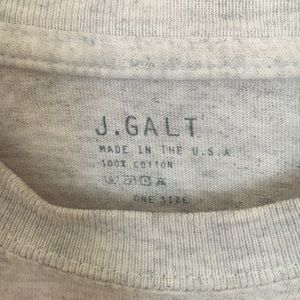 J.GALT
MADE IN THE U.S.A
100% COTTON
ONE SIZE